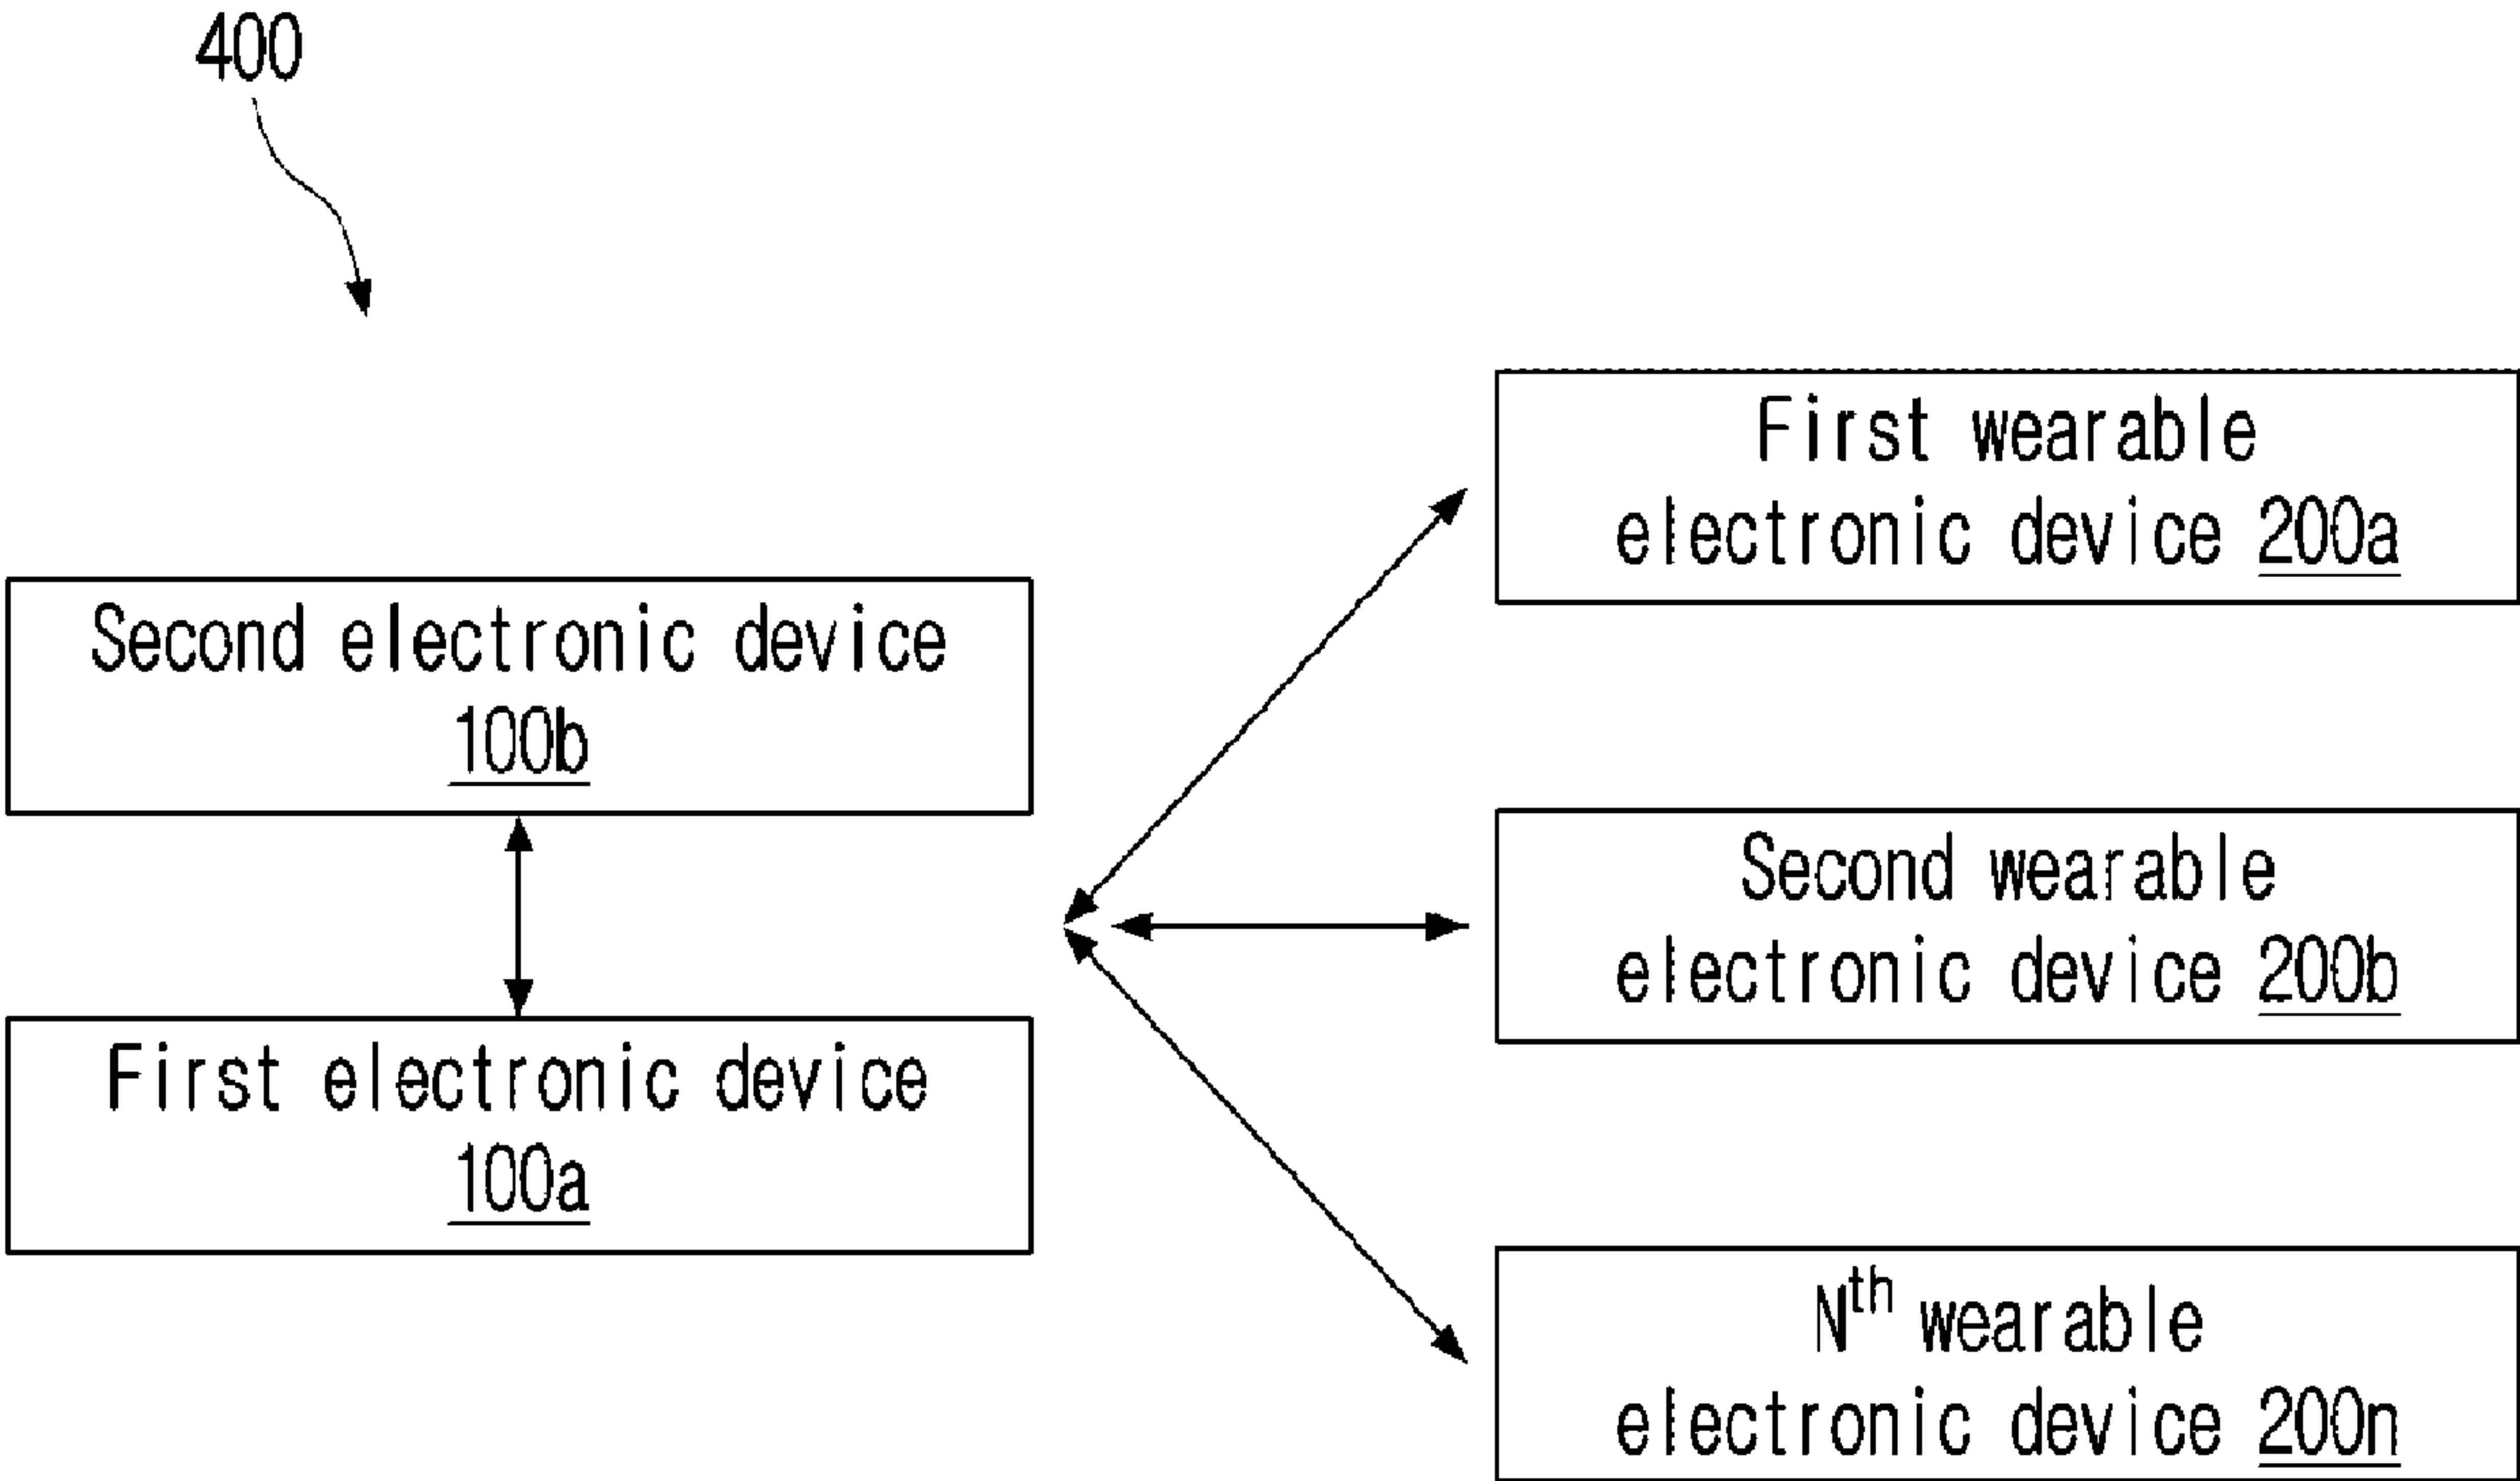 400
Second electronic device
100b
First electronic device
100a
First wearable
electronic device 200a
Second wearable
electronic device 200b
Nth wearable
electronic device 200n